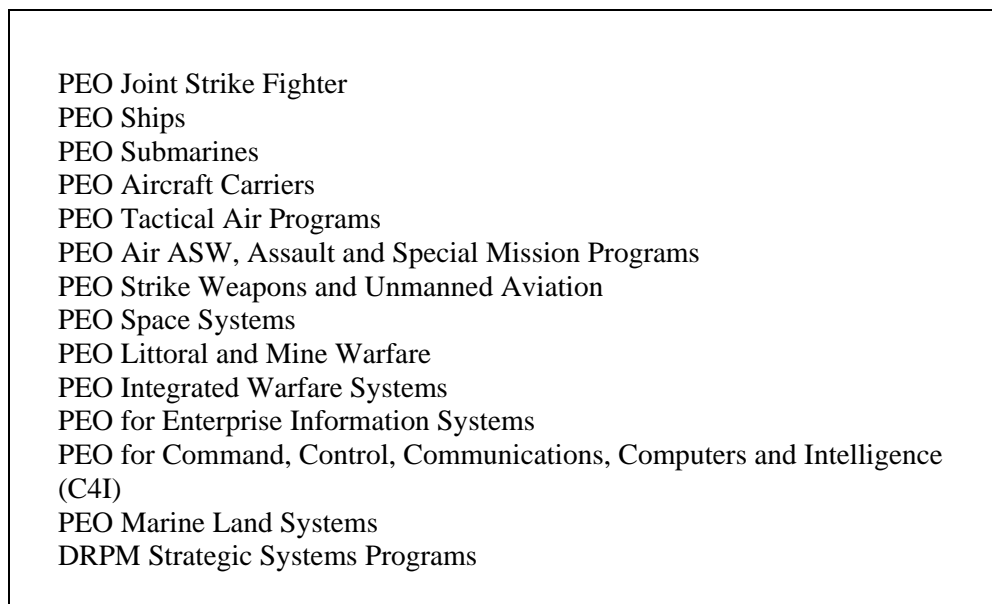 PEO Joint Strike Fighter
PEO Ships
PEO Submarines
PEO Aircraft Carriers
PEO Tactical Air Programs
PEO Air ASW, Assault and Special Mission Programs
PEO Strike Weapons and Unmanned Aviation
PEO Space Systems
PEO Littoral and Mine Warfare
PEO Integrated Warfare Systems
PEO for Enterprise Information Systems
PEO for Command, Control, Communications, Computers and Intelligence
(C4I)
PEO Marine Land Systems
DRPM Strategic Systems Programs